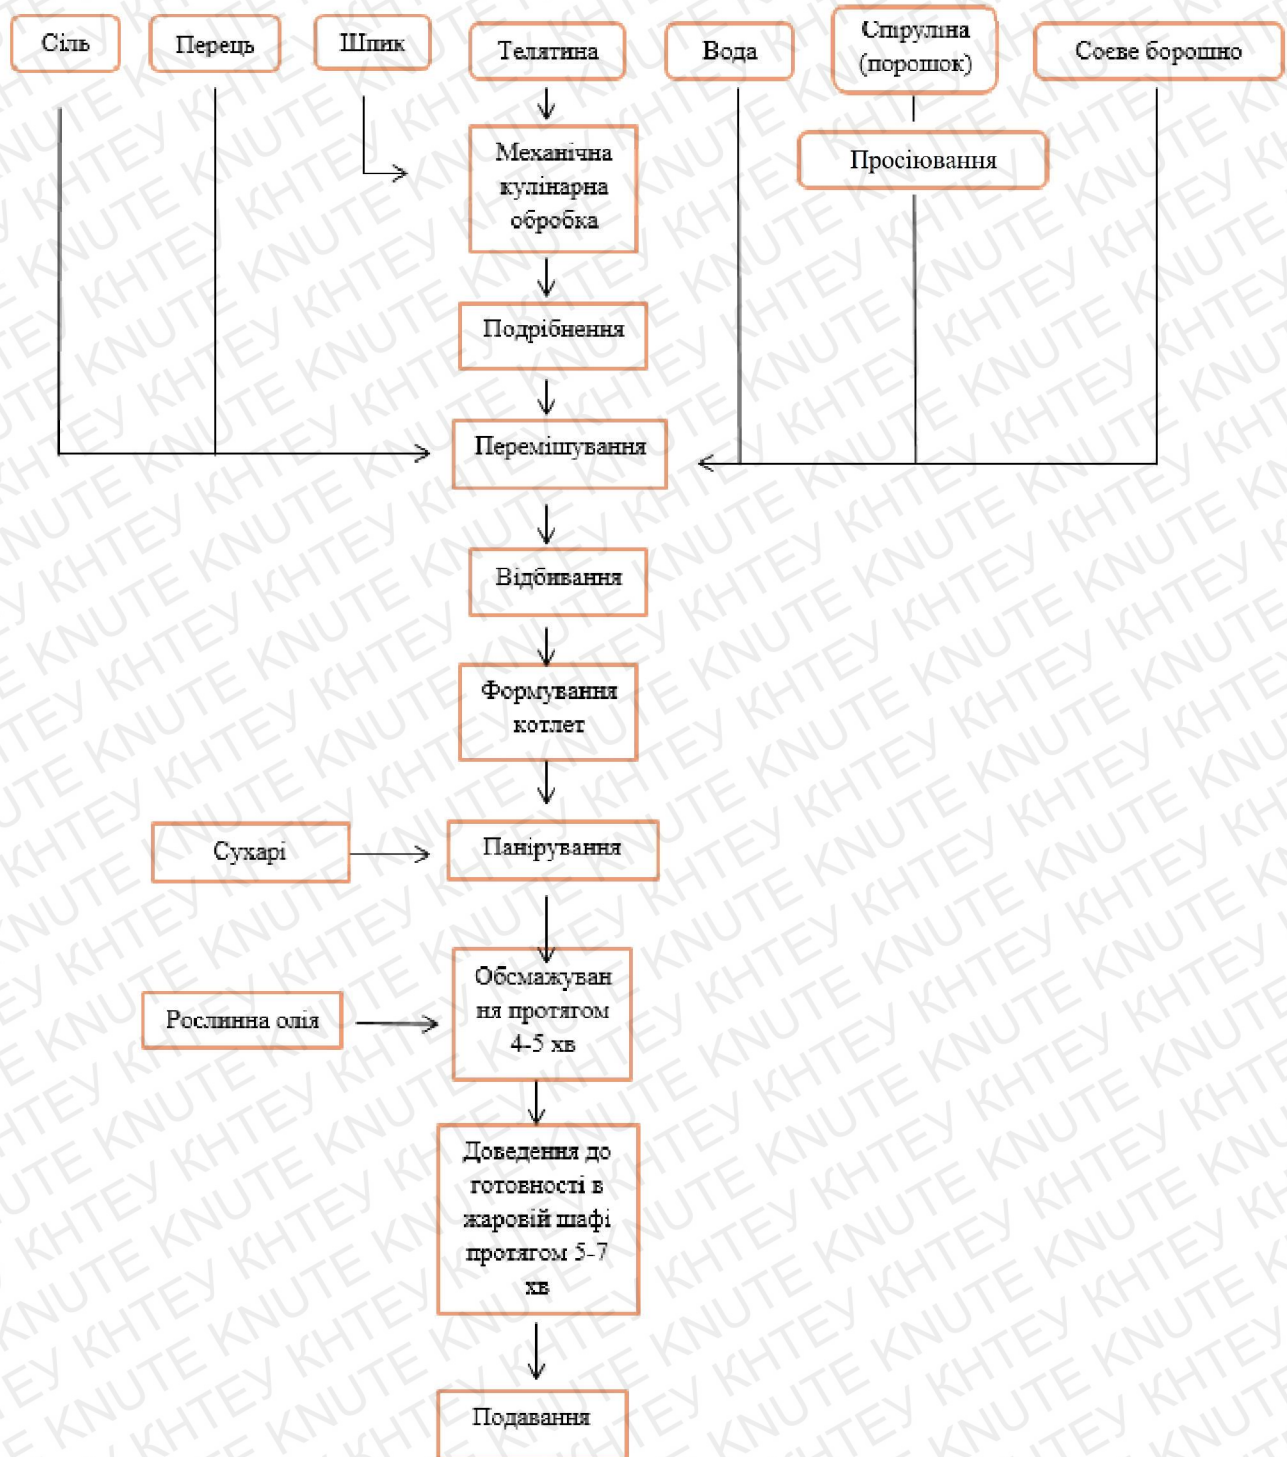 Сіль
Перець
Шпик
Телятина
Вода
Спіруліна
(порошок)
Соєве борошно
Механічна
кулінарна
обробка
Просіювання
Подрібнення
Перемішування
Відбивання
Формування
котлет
Сухарі
Панірування
Обсмажуван
ня протягом
4-5 хв
Рослинна олія
Доведення до
готовності в
жаровій шафі
протягом 5-7
хв
Подавання